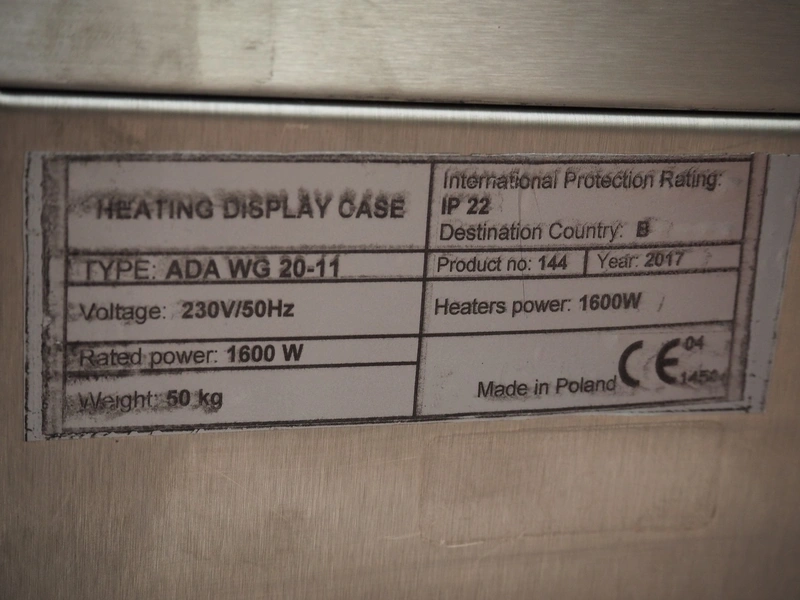 HEATING DISPLAY CASE
International Protection Rating:
IP 22
Destination Country: B
TYPE: ADA WG 20-11
Product no: 144
Year: 2017
Voltage: 230V/50Hz
Heaters power: 1600W
Rated power: 1600 W
Weight: 50 kg
Made in Poland
CE
04